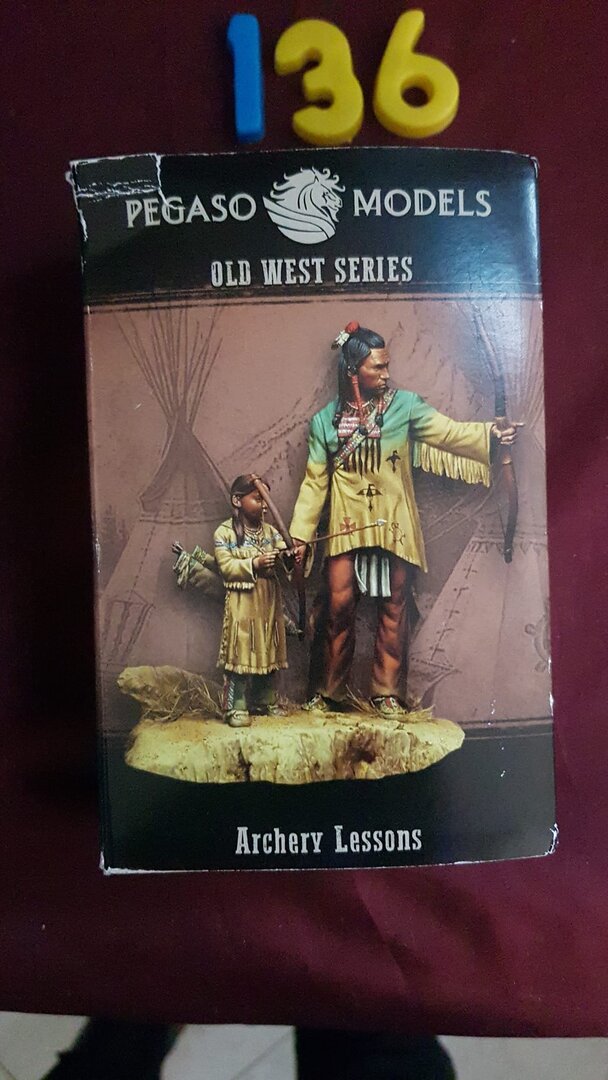 136
PEGASO MODELS
OLD WEST SERIES
Archery Lessons